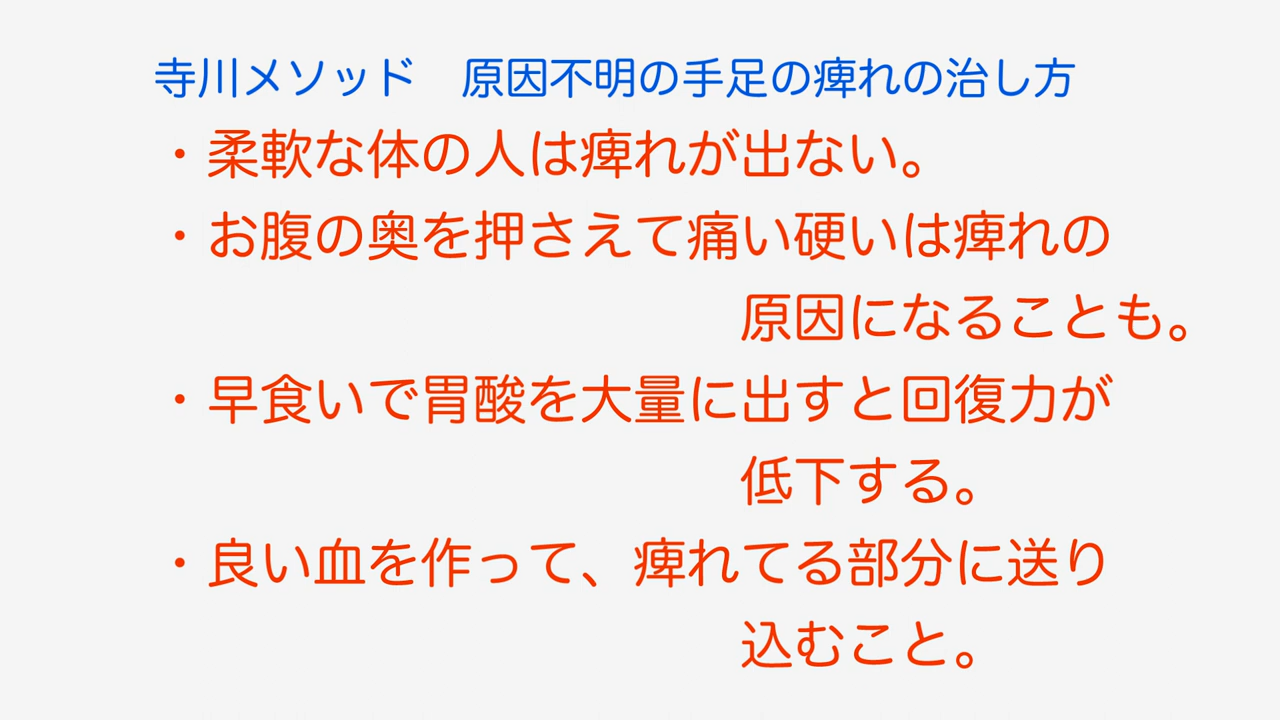 寺川メソッド　原因不明の手足の痺れの治し方
・柔軟な体の人は痺れが出ない。
・お腹の奥を押さえて痛い硬いは痺れの
原因になることも。
・早食いで胃酸を大量に出すと回復力が
低下する。
・良い血を作って、痺れてる部分に送り
込むこと。